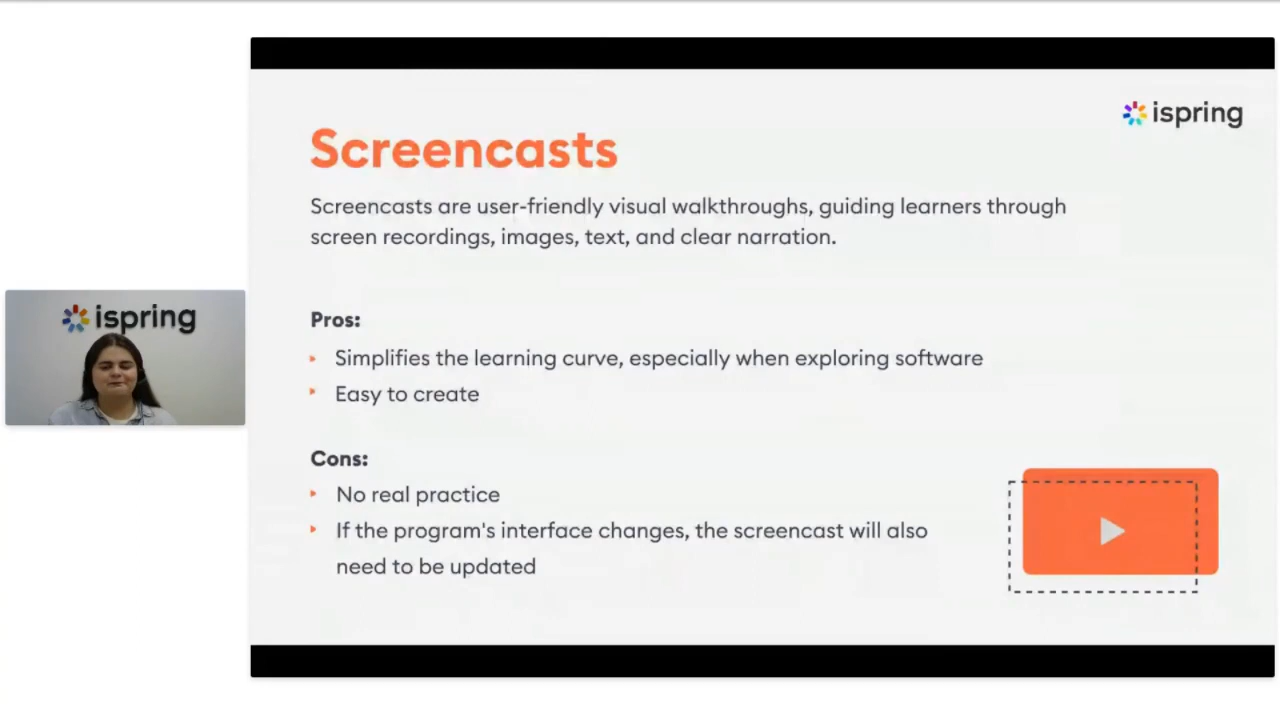 ispring
Screencasts
Screencasts are user-friendly visual walkthroughs, guiding learners through
screen recordings, images, text, and clear narration.
ispring
Pros:
Simplifies the learning curve, especially when exploring software
Easy to create
Cons:
No real practice
If the program's interface changes, the screencast will also
need to be updated